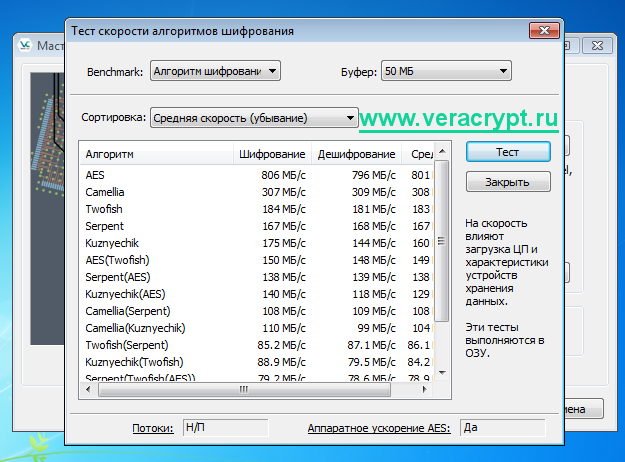 Маст
Тест скорости алгоритмов шифрования
Benchmark: Алгоритм шифровани Буфер: 50 МБ
Сортировка: Средняя скорость (убывание) www.veracrypt.ru
Алгоритм Шифрование Дешифрование Сред
AES 806 МБ/с 796 МБ/с 801
Camellia 307 МБ/с 309 МБ/с 308
Twofish 184 МБ/с 181 МБ/с 183
Serpent 167 МБ/с 168 МБ/с 167
Kuznyechik 175 МБ/с 144 МБ/с 160
AES(Twofish) 150 МБ/с 148 МБ/с 149
Serpent(AES) 138 МБ/с 139 МБ/с 138
Kuznyechik(AES) 140 МБ/с 118 МБ/с 129
Camellia(Serpent) 108 МБ/с 109 МБ/с 108
Camellia(Kuznyechik) 110 МБ/с 99 МБ/с 104
Twofish(Serpent) 85.2 МБ/с 87.1 МБ/с 86.1
Kuznyechik(Twofish) 88.9 МБ/с 79.5 МБ/с 84.2
Serpent(Twofish(AES)) 79.2 МБ/с 78.6 МБ/с 78.9
Тест
Закрыть
На скорость
влияют
загрузка ЦП и
характеристики
устройств
хранения
данных.
Эти тесты
выполняются в
ОЗУ.
Потоки: Н/П Аппаратное ускорение AES: Да
мена